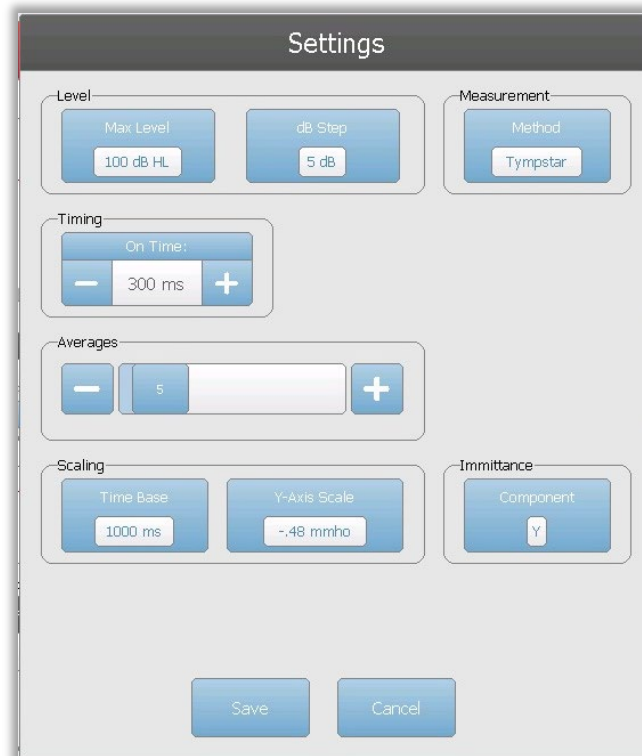 Settings
Level
Measurement
Max Level
dB Step
Method
100 dB HL
5 dB
Tympstar
Timing
On Time:
300 ms
Averages
5
Scaling
Immittance
Time Base
Y-Axis Scale
Component
1000 ms
-.48 mmho
Y
Save
Cancel